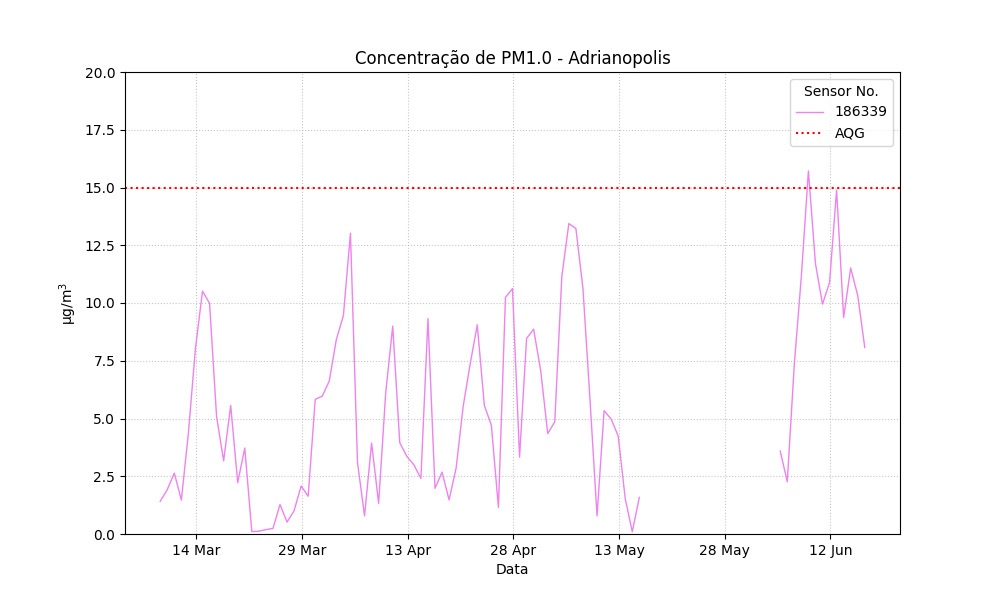 Concentração de PM1.0 - Adrianopolis
20.0
17.5
15.0
12.5
10.0
7.5
5.0
2.5
0.0
µg/m³
Sensor No.
186339
AQG
14 Mar
29 Mar
13 Apr
28 Apr
13 May
28 May
12 Jun
Data